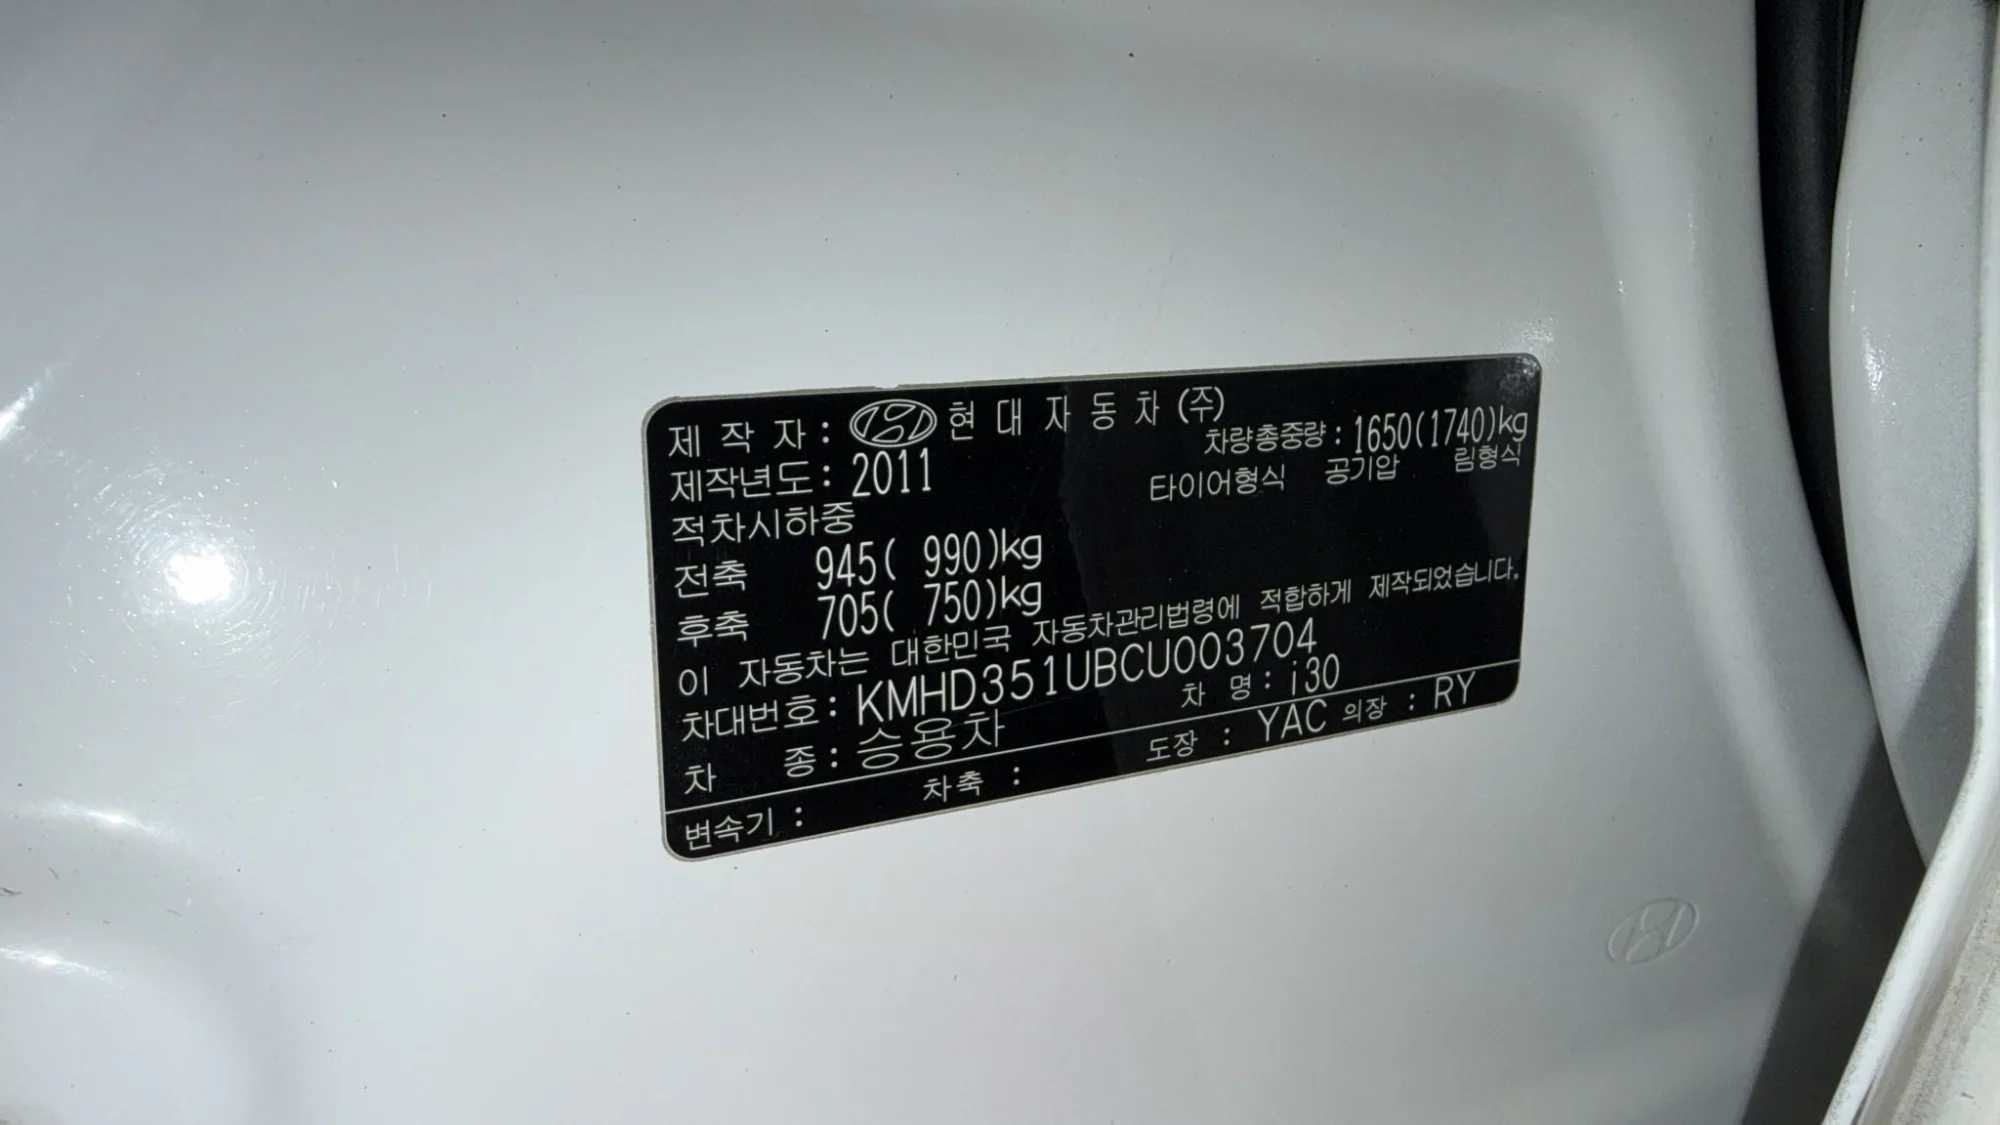 제 작 자 : 현 대 자 동 차 (주)
제작년도 : 2011
차량총중량 : 1650(1740)kg
타이어형식 공기압 림형식
적차시하중
전축 945( 990)kg
후축 705( 750)kg
이 자동차는 대한민국 자동차관리법령에 적합하게 제작되었습니다.
차대번호 : KMHD351UBCU003704
차 종 : 승용차 차 명 : i30
변속기 : 차축 : 도장 : YAC 의장 : RY